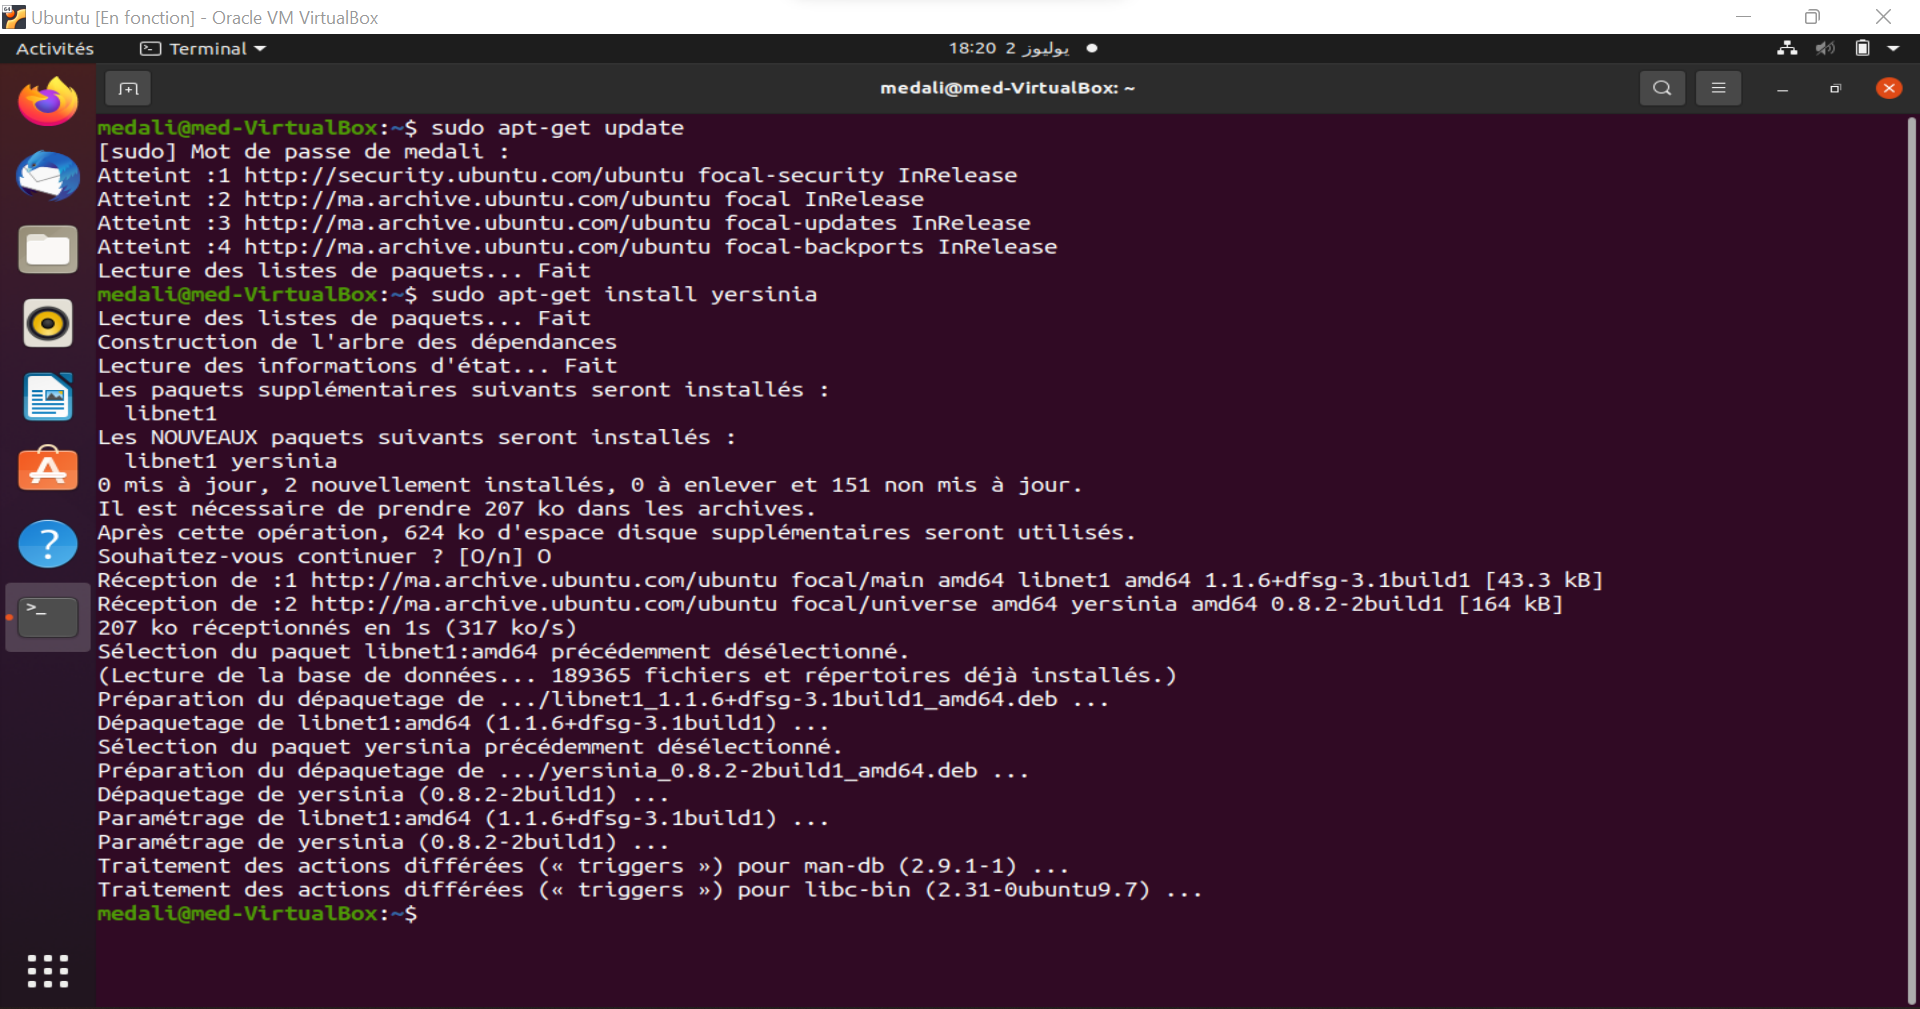 Ubuntu [En fonction] - Oracle VM VirtualBox
Activités
Terminal
18:20 2 يوليوز
medali@med-VirtualBox: ~
medali@med-VirtualBox:~$ sudo apt-get update
[sudo] Mot de passe de medali :
Atteint :1 http://security.ubuntu.com/ubuntu focal-security InRelease
Atteint :2 http://ma.archive.ubuntu.com/ubuntu focal InRelease
Atteint :3 http://ma.archive.ubuntu.com/ubuntu focal-updates InRelease
Atteint :4 http://ma.archive.ubuntu.com/ubuntu focal-backports InRelease
Lecture des listes de paquets... Fait
medali@med-VirtualBox:~$ sudo apt-get install yersinia
Lecture des listes de paquets... Fait
Construction de l'arbre des dépendances
Lecture des informations d'état... Fait
Les paquets supplémentaires suivants seront installés :
  libnet1
Les NOUVEAUX paquets suivants seront installés :
  libnet1 yersinia
0 mis à jour, 2 nouvellement installés, 0 à enlever et 151 non mis à jour.
Il est nécessaire de prendre 207 ko dans les archives.
Après cette opération, 624 ko d'espace disque supplémentaires seront utilisés.
Souhaitez-vous continuer ? [O/n] O
Réception de :1 http://ma.archive.ubuntu.com/ubuntu focal/main amd64 libnet1 amd64 1.1.6+dfsg-3.1build1 [43.3 kB]
Réception de :2 http://ma.archive.ubuntu.com/ubuntu focal/universe amd64 yersinia amd64 0.8.2-2build1 [164 kB]
207 ko réceptionnés en 1s (317 ko/s)
Sélection du paquet libnet1:amd64 précédemment désélectionné.
(Lecture de la base de données... 189365 fichiers et répertoires déjà installés.)
Préparation du dépaquetage de .../libnet1_1.1.6+dfsg-3.1build1_amd64.deb ...
Dépaquetage de libnet1:amd64 (1.1.6+dfsg-3.1build1) ...
Sélection du paquet yersinia précédemment désélectionné.
Préparation du dépaquetage de .../yersinia_0.8.2-2build1_amd64.deb ...
Dépaquetage de yersinia (0.8.2-2build1) ...
Paramétrage de libnet1:amd64 (1.1.6+dfsg-3.1build1) ...
Paramétrage de yersinia (0.8.2-2build1) ...
Traitement des actions différées (« triggers ») pour man-db (2.9.1-1) ...
Traitement des actions différées (« triggers ») pour libc-bin (2.31-0ubuntu9.7) ...
medali@med-VirtualBox:~$